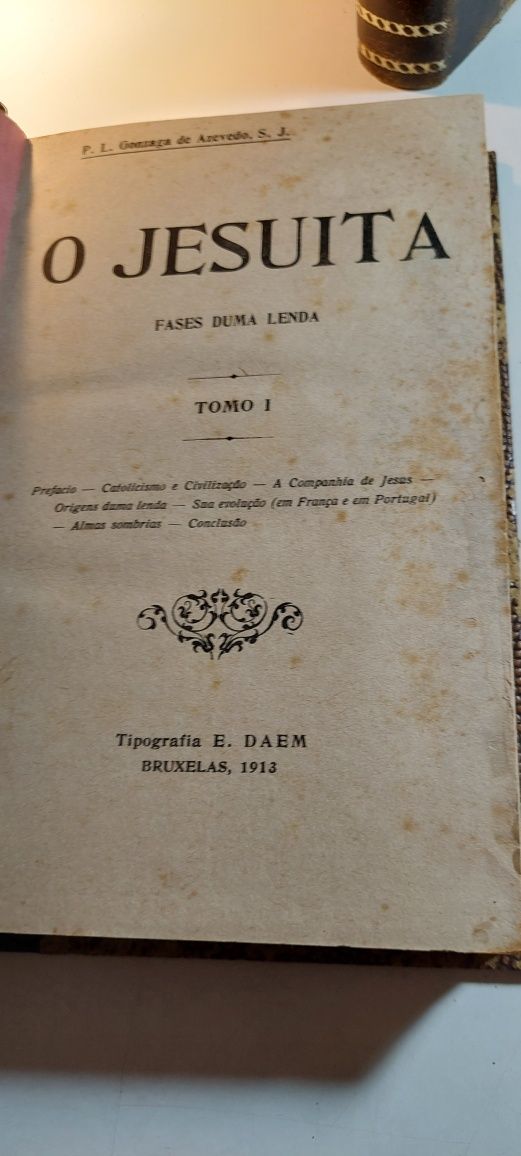 P. L. Gonzaga de Azevedo, S. J.
O JESUITA
FASES DUMA LENDA
TOMO I
Prefacio — Catolicismo e Civilização — A Companhia de Jesus —
Origens duma lenda — Sua evolução (em França e em Portugal)
— Almas sombrias — Conclusão
Tipografia E. DAEM
BRUXELAS, 1913